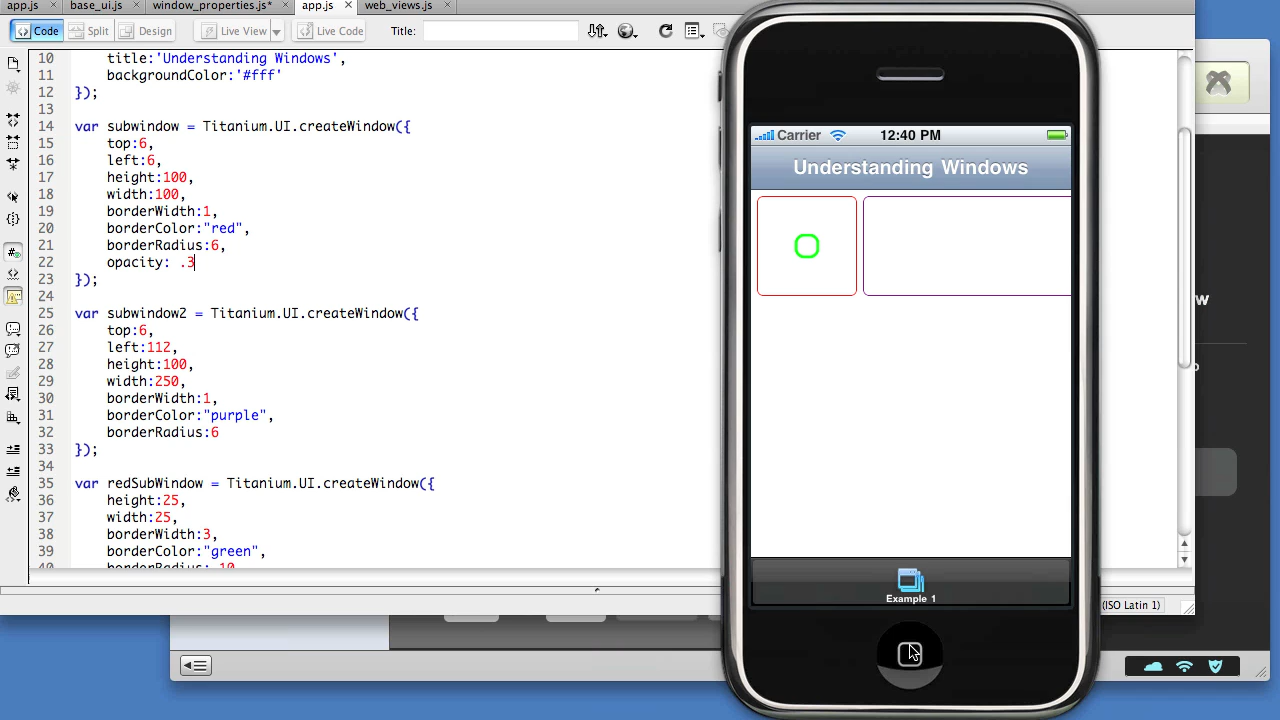 app.js × base_ui.js × window_properties.js* × app.js × web_views.js ×
Code Split Design Live View Live Code Title:
10 title:'Understanding Windows',
11 backgroundColor:'#fff'
12 });
13
14 var subwindow = Titanium.UI.createWindow({
15 top:6,
16 left:6,
17 height:100,
18 width:100,
19 borderWidth:1,
20 borderColor:"red",
21 borderRadius:6,
22 opacity: .3
23 });
24
25 var subwindow2 = Titanium.UI.createWindow({
26 top:6,
27 left:112,
28 height:100,
29 width:250,
30 borderWidth:1,
31 borderColor:"purple",
32 borderRadius:6
33 });
34
35 var redSubWindow = Titanium.UI.createWindow({
36 height:25,
37 width:25,
38 borderWidth:3,
39 borderColor:"green",
40 borderRadius: 10
Carrier 12:40 PM
Understanding Windows
Example 1
(ISO Latin 1)